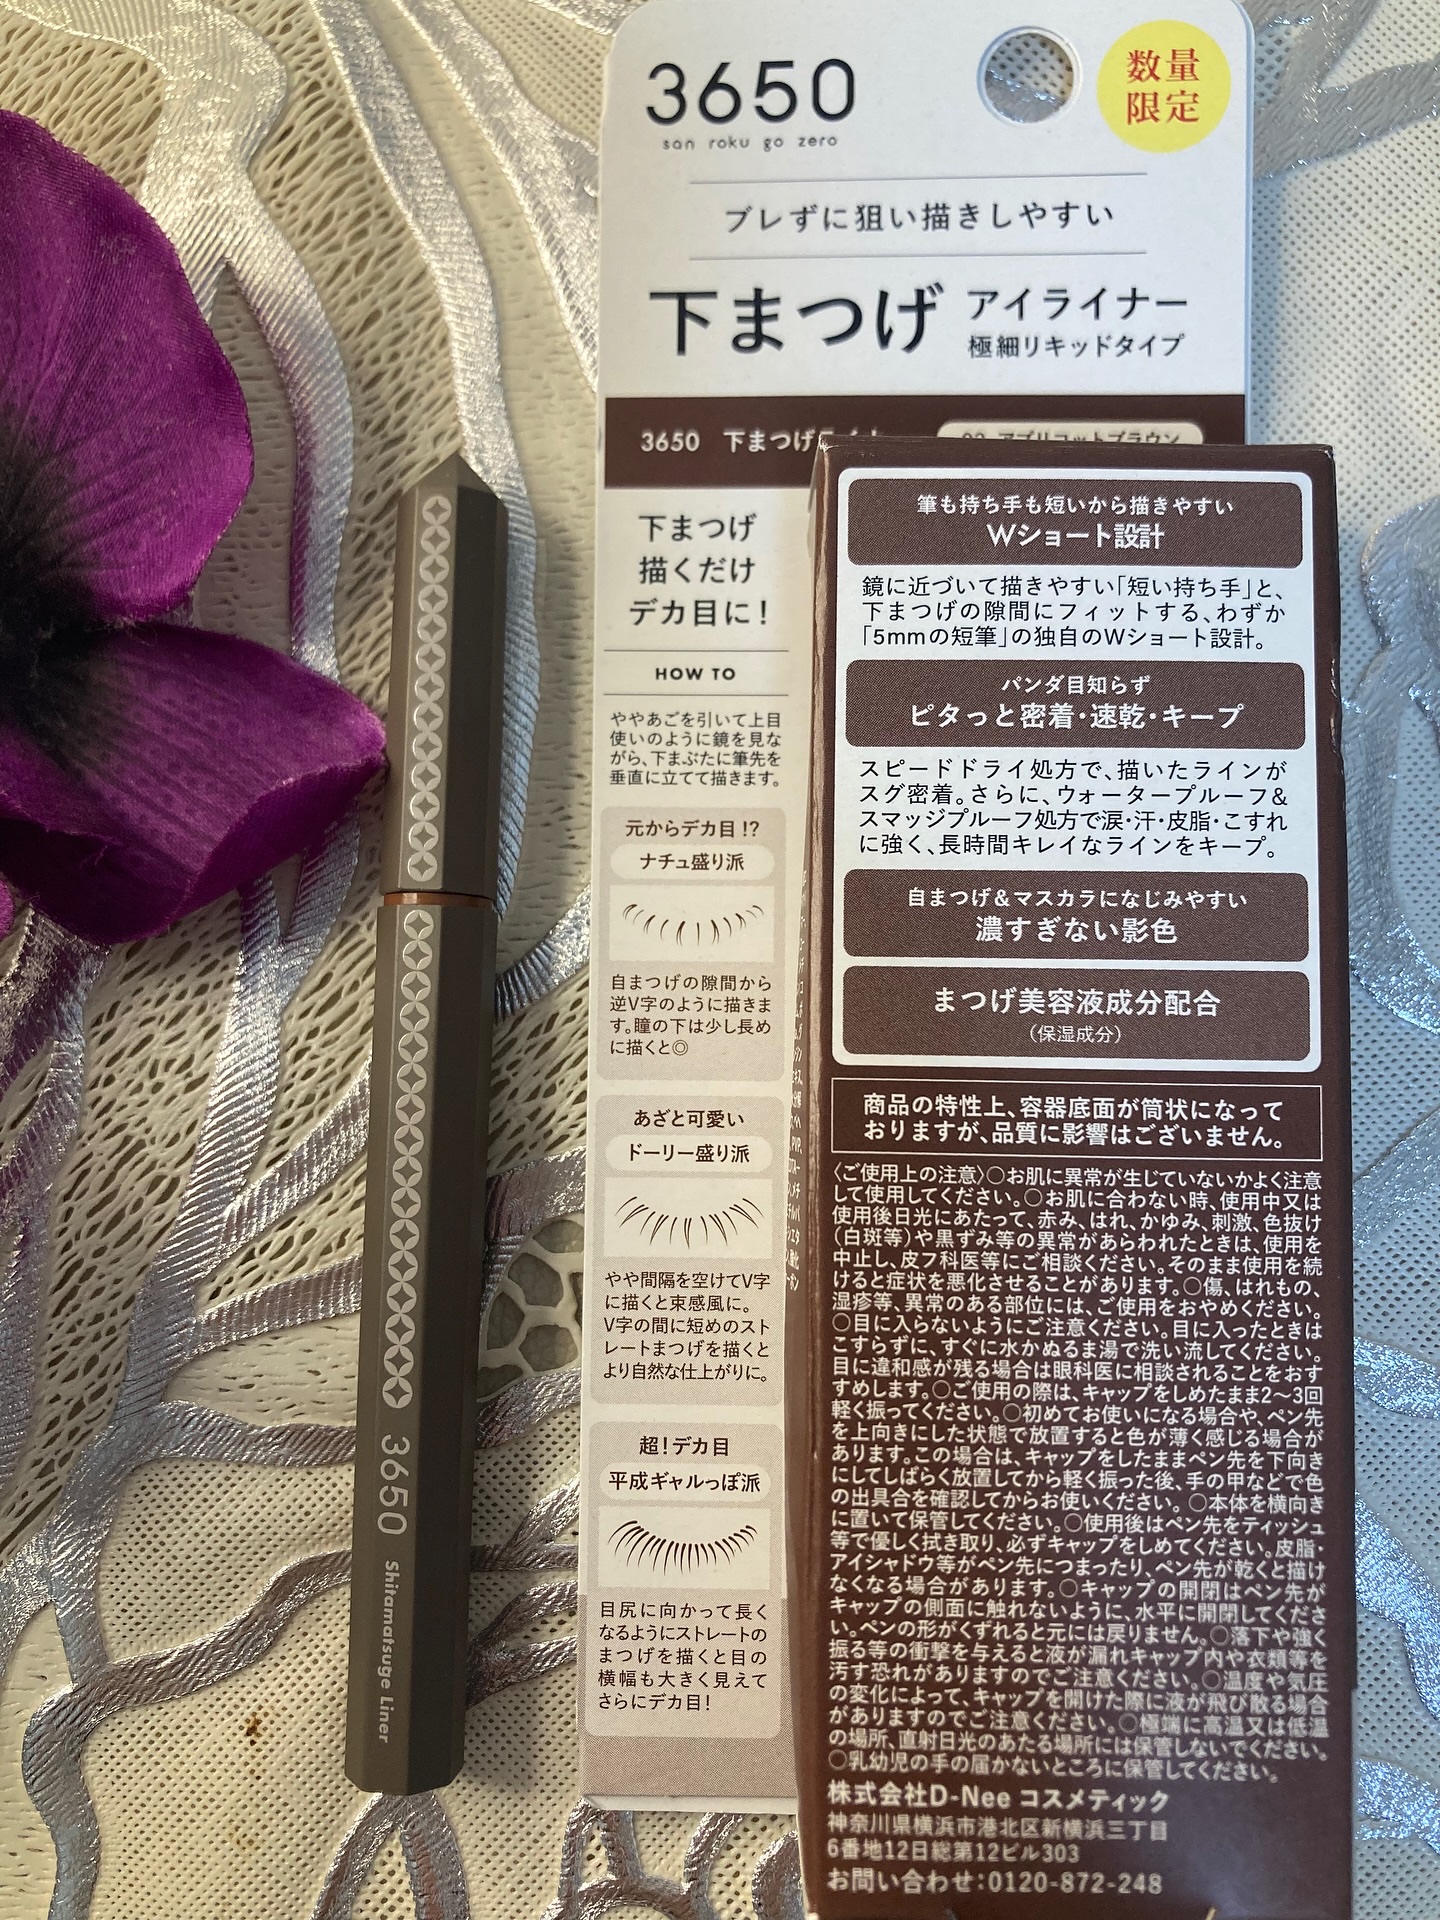 3650
san roku go zero
数量
限定
ブレずに狙い描きしやすい
下まつげ アイライナー
極細リキッドタイプ
3650 下まつげライナー
02 アプリコットブラウン
下まつげ
描くだけ
デカ目に!
HOW TO
ややあごを引いて上目
使いのように鏡を見な
がら、下まぶたに筆先を
垂直に立てて描きます。
元からデカ目!?
ナチュ盛り派
自まつげの隙間から
逆V字のように描きま
す。瞳の下は少し長め
に描くと◎
あざと可愛い
ドーリー盛り派
やや間隔を空けてV字
に描くと束感風に。
V字の間に短めのスト
レートまつげを描くと
より自然な仕上がりに。
超!デカ目
平成ギャルっぽ派
目尻に向かって長く
なるようにストレートの
まつげを描くと目の
横幅も大きく見えて
さらにデカ目!
筆も持ち手も短いから描きやすい
Wショート設計
鏡に近づいて描きやすい「短い持ち手」と、
下まつげの隙間にフィットする、わずか
「5mmの短筆」の独自のWショート設計。
パンダ目知らず
ピタっと密着・速乾・キープ
スピードドライ処方で、描いたラインが
スグ密着。さらに、ウォータープルーフ&
スマッジプルーフ処方で涙・汗・皮脂・こすれ
に強く、長時間キレイなラインをキープ。
自まつげ&マスカラになじみやすい
濃すぎない影色
まつげ美容液成分配合
(保湿成分)
商品の特性上、容器底面が筒状になって
おりますが、品質に影響はございません。
〈ご使用上の注意〉○お肌に異常が生じていないかよく注意
して使用してください。○お肌に合わない時、使用中又は
使用後日光にあたって、赤み、はれ、かゆみ、刺激、色抜け
(白斑等)や黒ずみ等の異常があらわれたときは、使用を
中止し、皮フ科医等にご相談ください。そのまま使用を続
けると症状を悪化させることがあります。○傷、はれもの、
湿疹等、異常のある部位には、ご使用をおやめください。
○目に入らないようにご注意ください。目に入ったときは
こすらずに、すぐに水かぬるま湯で洗い流してください。
目に違和感が残る場合は眼科医に相談されることをおす
すめします。○ご使用の際は、キャップをしめたまま2〜3回
軽く振ってください。○初めてお使いになる場合や、ペン先
を上向きにした状態で放置すると色が薄く感じる場合が
あります。この場合は、キャップをしたままペン先を下向き
にしてしばらく放置してから軽く振った後、手の甲などで色
の出具合を確認してからお使いください。○本体を横向き
に置いて保管してください。○使用後はペン先をティッシュ
等で優しく拭き取り、必ずキャップをしめてください。皮脂・
アイシャドウ等がペン先につまったり、ペン先が乾くと描け
なくなる場合があります。○キャップの開閉はペン先が
キャップの側面に触れないように、水平に開閉してくださ
い。ペンの形がくずれると元には戻りません。○落下や強く
振る等の衝撃を与えると液が漏れキャップ内や衣類等を
汚す恐れがありますのでご注意ください。○温度や気圧
の変化によって、キャップを開けた際に液が飛び散る場合
がありますのでご注意ください。○極端に高温又は低温
の場所、直射日光のあたる場所には保管しないでください。
○乳幼児の手の届かないところに保管してください。
株式会社D-Nee コスメティック
神奈川県横浜市港北区新横浜三丁目
6番地12日総第12ビル303
お問い合わせ:0120-872-248
3650 Shitamatsuge Liner